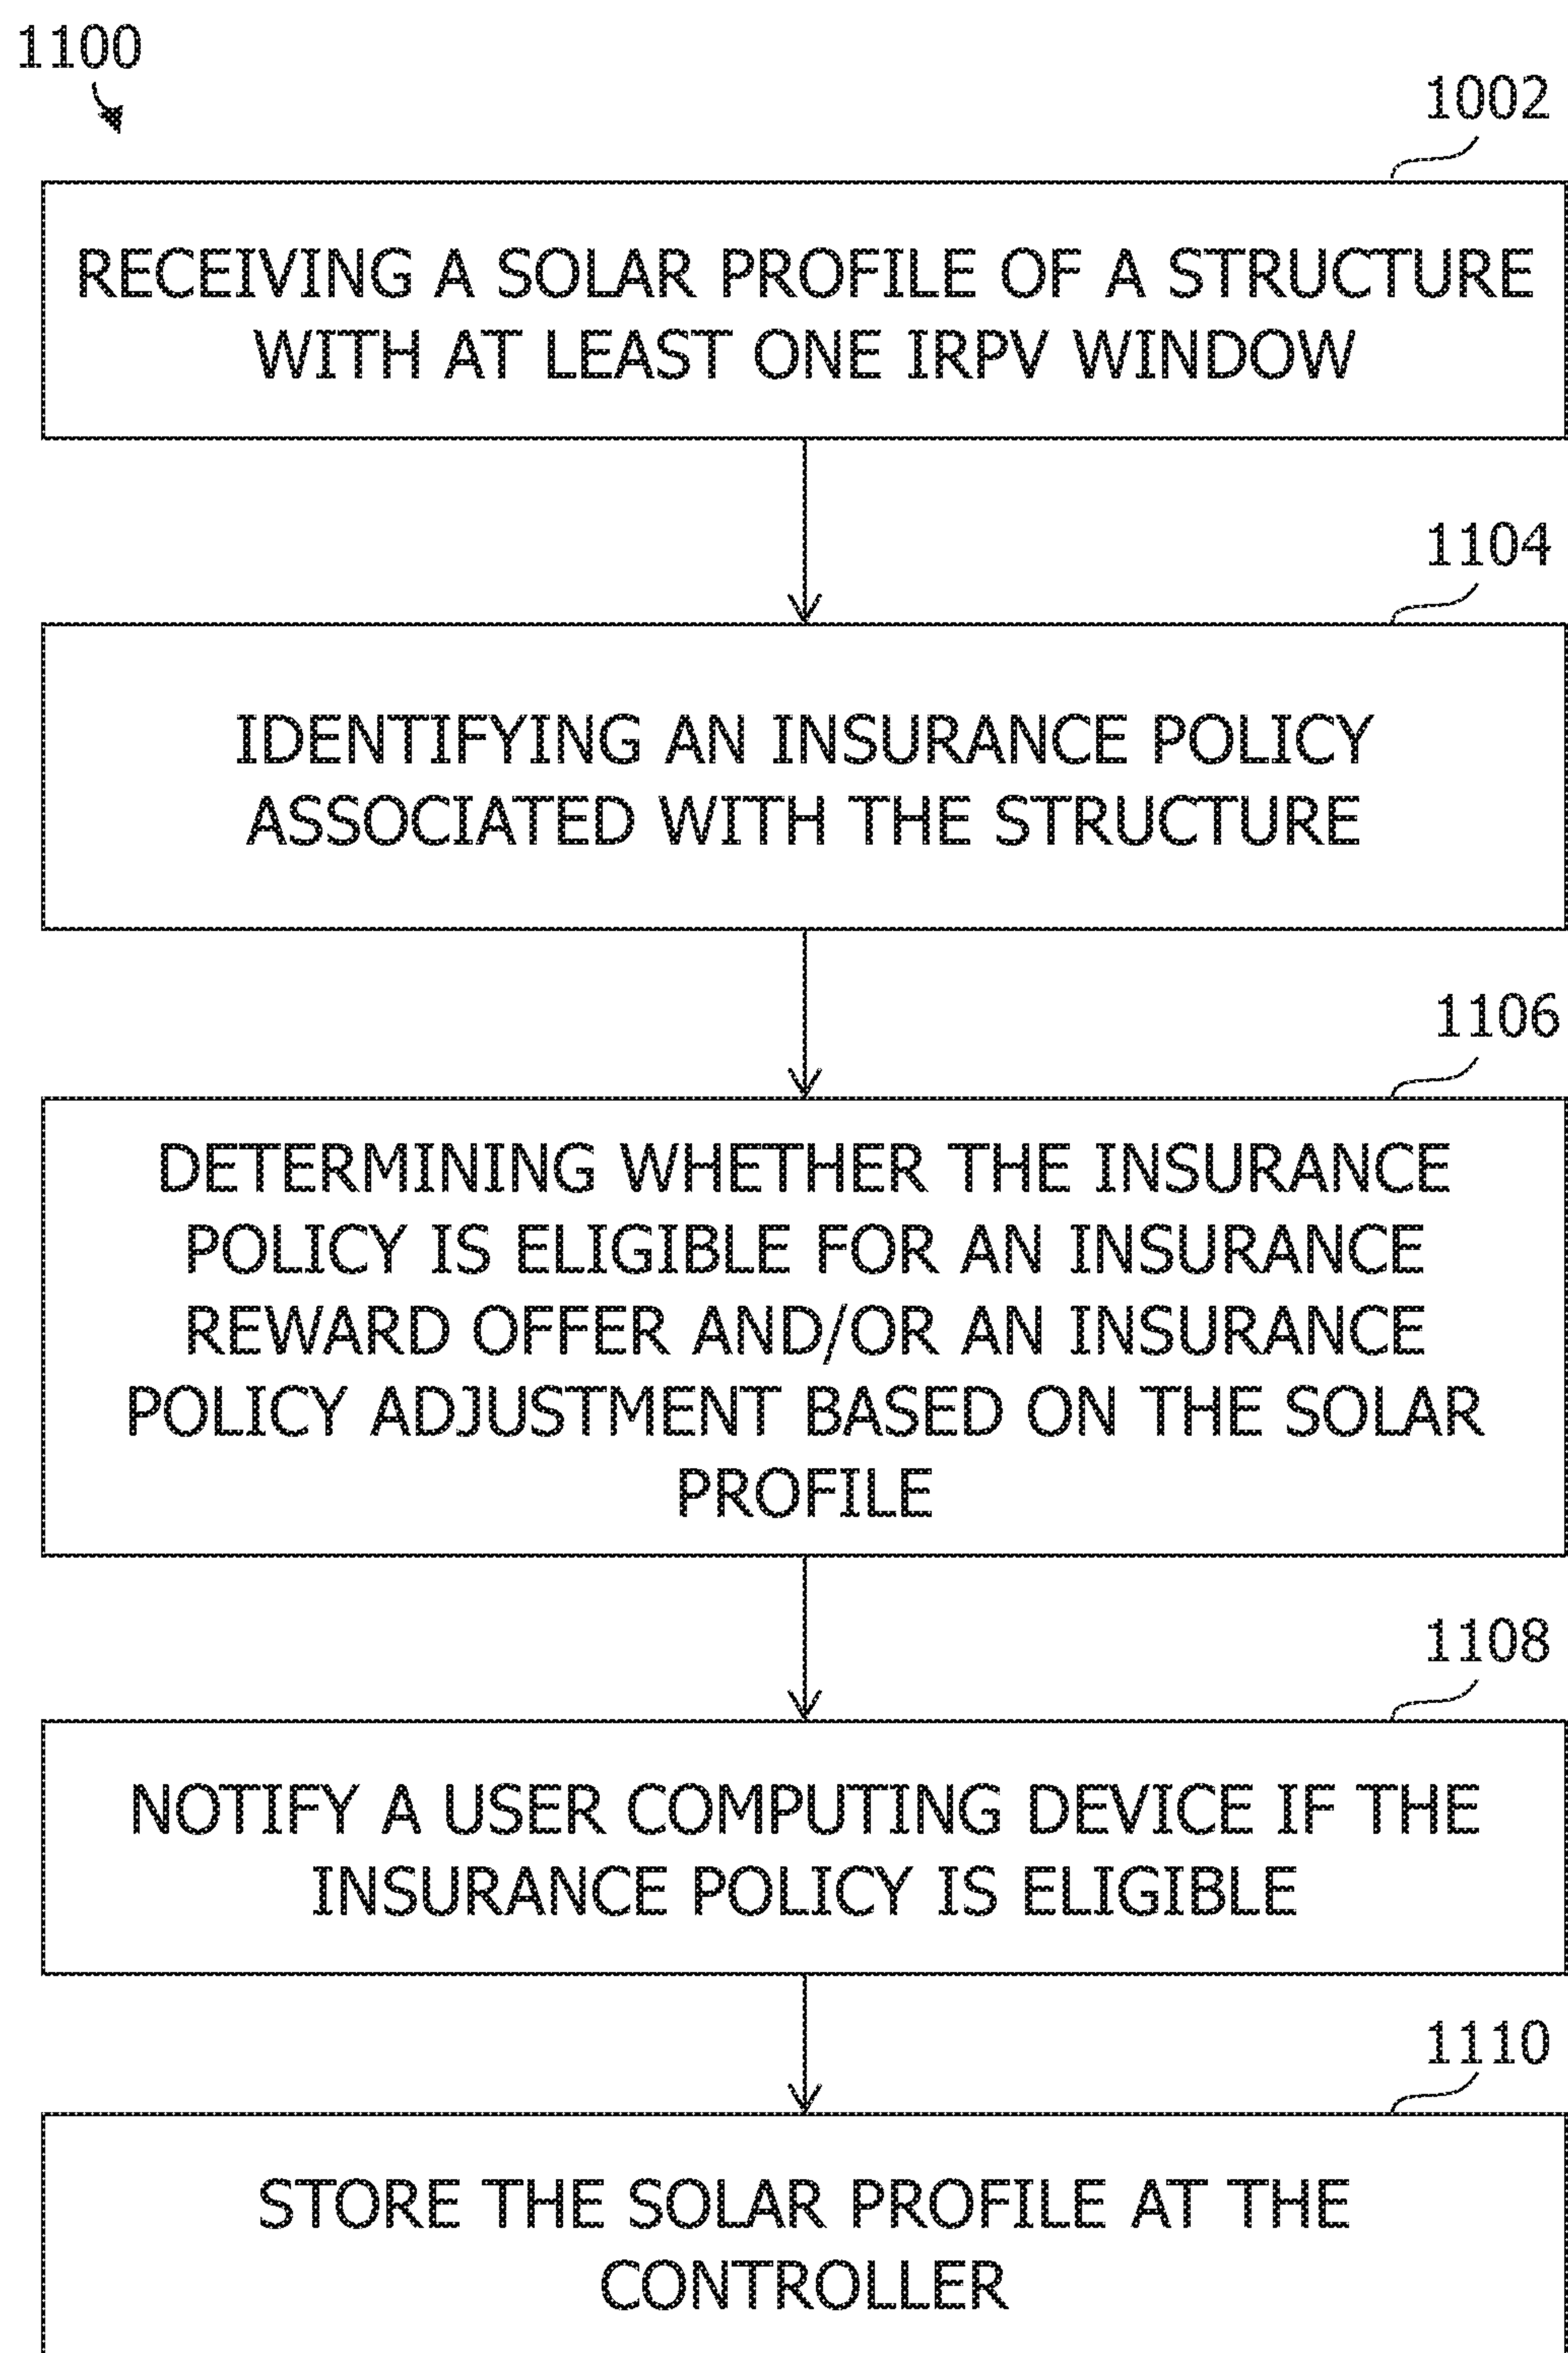 1100
1002
RECEIVING A SOLAR PROFILE OF A STRUCTURE
WITH AT LEAST ONE IRPV WINDOW
1104
IDENTIFYING AN INSURANCE POLICY
ASSOCIATED WITH THE STRUCTURE
1106
DETERMINING WHETHER THE INSURANCE
POLICY IS ELIGIBLE FOR AN INSURANCE
REWARD OFFER AND/OR AN INSURANCE
POLICY ADJUSTMENT BASED ON THE SOLAR
PROFILE
1108
NOTIFY A USER COMPUTING DEVICE IF THE
INSURANCE POLICY IS ELIGIBLE
1110
STORE THE SOLAR PROFILE AT THE
CONTROLLER